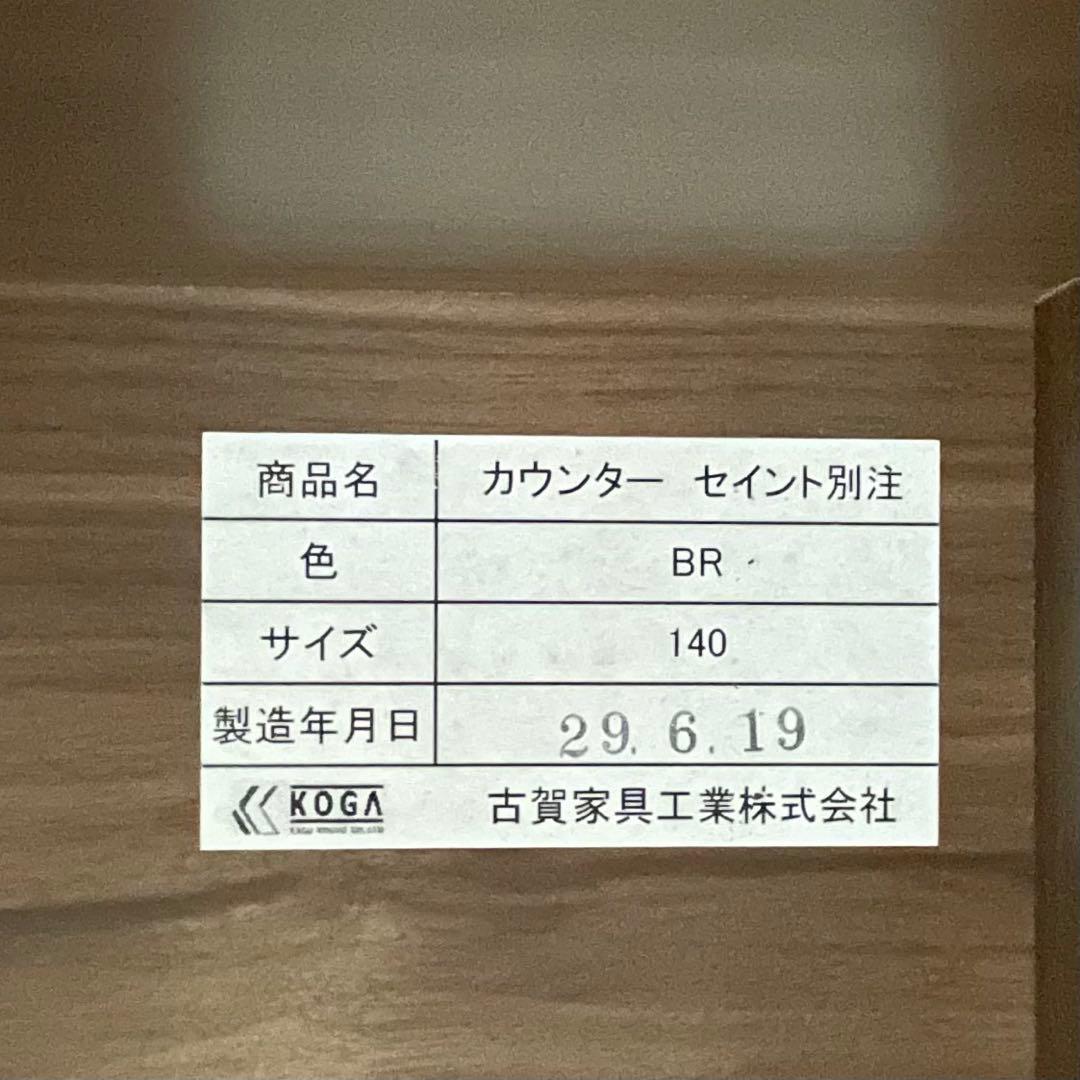 商品名 カウンター セイント別注
色 BR
サイズ 140
製造年月日 29. 6. 19
KOGA 古賀家具工業株式会社